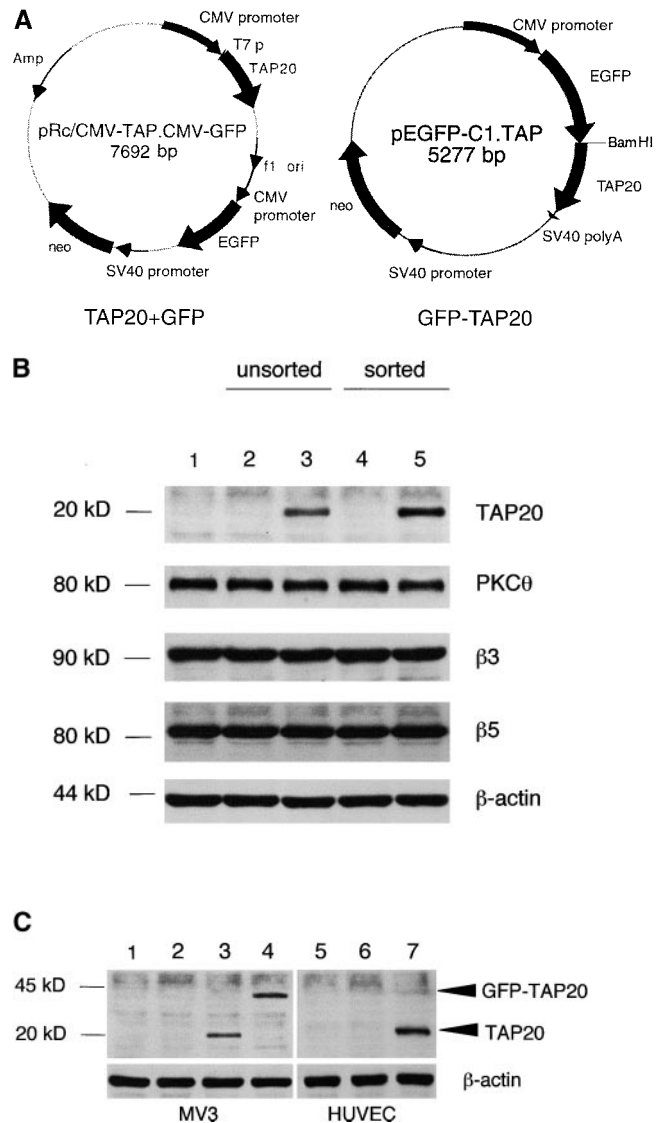 A
CMV promoter
T7 p
TAP20
Amp
pRc/CMV-TAP.CMV-GFP
7692 bp
f1 ori
CMV
promoter
EGFP
SV40 promoter
neo
TAP20+GFP
CMV promoter
EGFP
pEGFP-C1.TAP
5277 bp
BamHI
TAP20
SV40 polyA
neo
SV40 promoter
GFP-TAP20
B
unsorted sorted
1 2 3 4 5
20 kD TAP20
80 kD PKCθ
90 kD β3
80 kD β5
44 kD β-actin
C
1 2 3 4 5 6 7
45 kD GFP-TAP20
20 kD TAP20
β-actin
MV3 HUVEC